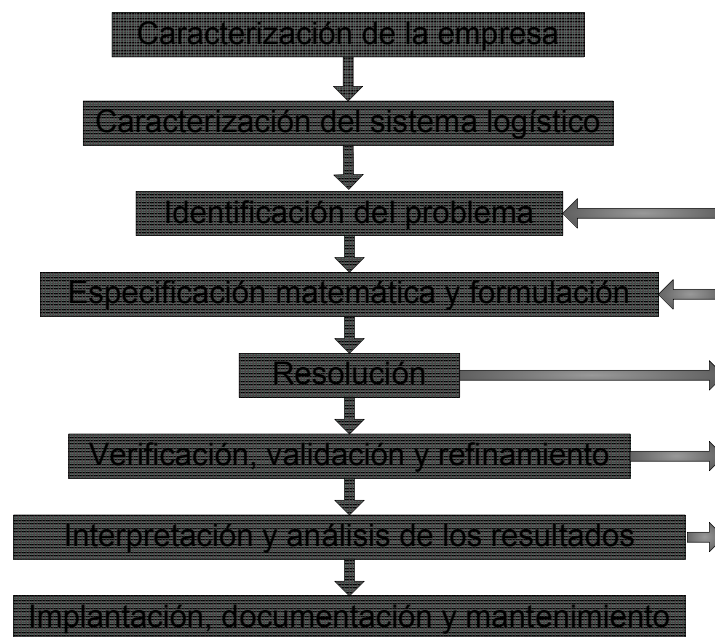 Caracterización de la empresa
Caracterización del sistema logístico
Identificación del problema
Especificación matemática y formulación
Resolución
Verificación, validación y refinamiento
Interpretación y análisis de los resultados
Implantación, documentación y mantenimiento